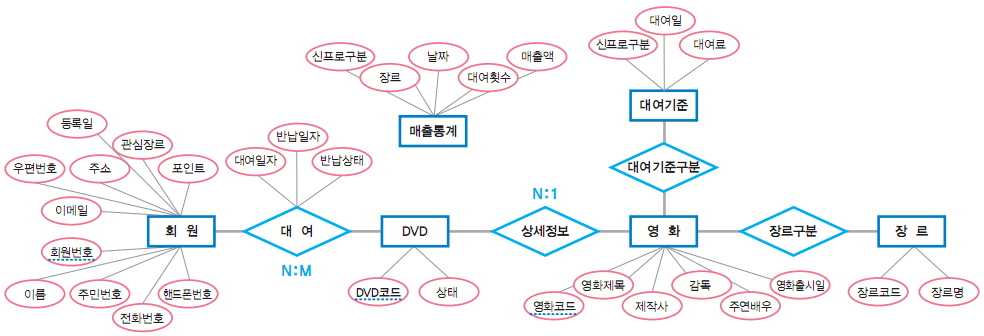 대여일
신프로구분
대여료
신프로구분
날짜
매출액
장르
대여횟수
대여기준
매출통계
등록일
관심장르
반납일자
우편번호
주소
포인트
대여일자
반납상태
대여기준구분
이메일
N:1
회 원
대 여
DVD
상세정보
영 화
장르구분
장 르
회원번호
N:M
이름
주민번호
핸드폰번호
전화번호
DVD코드
상태
영화제목
감독
영화출시일
영화코드
제작사
주연배우
장르코드
장르명